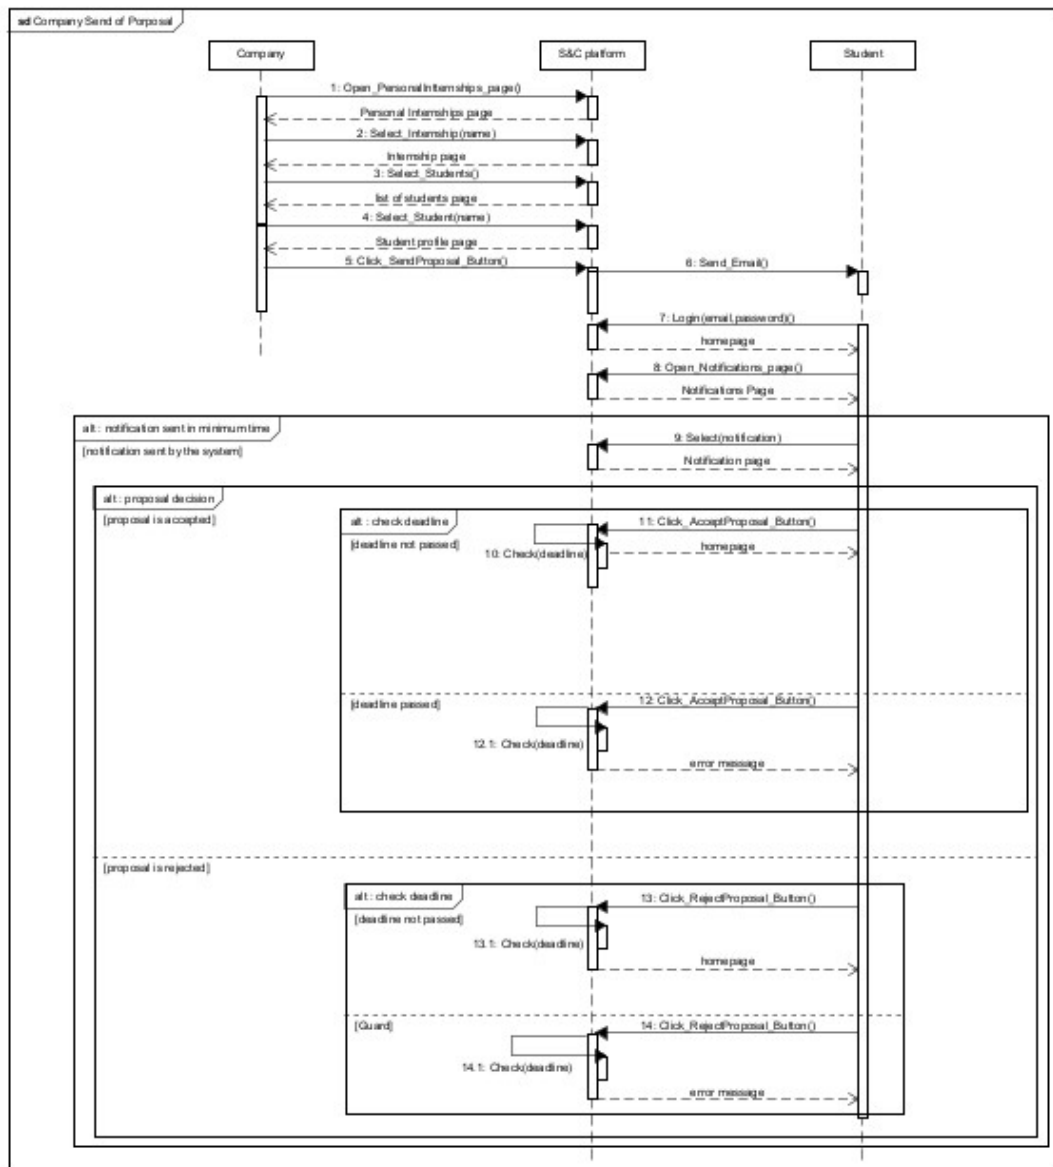 sd Company Send of Porposal
Company
S&C platform
Student
1: Open_PersonalInfternships_page()
Personal Internships page
2: Select_Internship(name)
Internship page
3: Select_Students()
list of students page
4: Select_Student(name)
Student profile page
5: Click_SendProposal_Button()
6: Send_Email()
7: Login(email,password)()
homepage
8: Open_Notifications_page()
Notifications Page
alt : notification sent in minimum time
[notification sent by the system]
9: Select(notification)
Notification page
alt : proposal decision
[proposal is accepted]
alt : check deadline
[deadline not passed]
11: Click_AcceptProposal_Button()
homepage
10: Check(deadline)
[deadline passed]
12: Click_AcceptProposal_Button()
12.1: Check(deadline)
error message
[proposal is rejected]
alt : check deadline
[deadline not passed]
13: Click_RejectProposal_Button()
13.1: Check(deadline)
homepage
[Guard]
14: Click_RejectProposal_Button()
14.1: Check(deadline)
error message